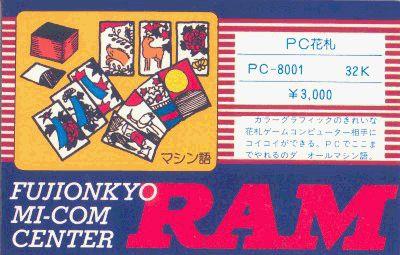 PC花札
PC-8001 32K
¥3,000
カラーグラフィックのきれいな
花札ゲームコンピューター相手に
コイコイができる。PCでここま
でやれるのダ オールマシン語。
マシン語
FUJIONKYO
MI-COM
CENTER
RAM